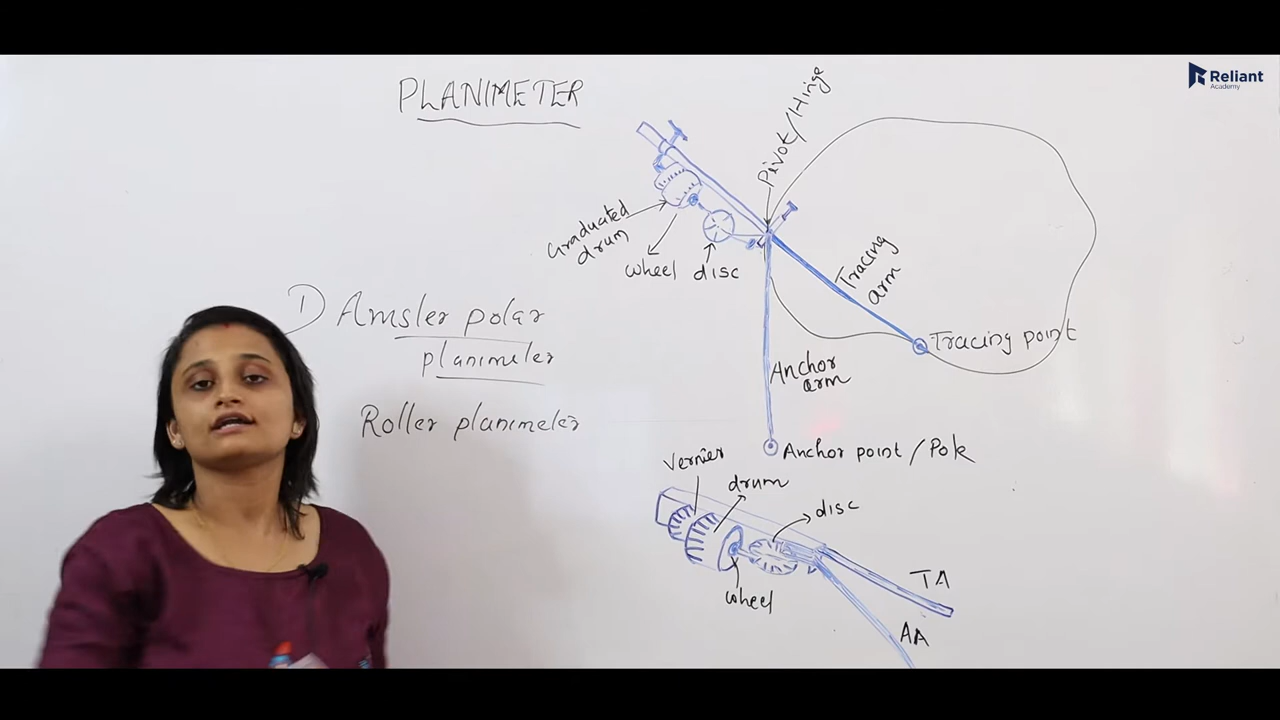 PLANIMETER
Reliant
Academy
Pivot/Hinge
Graduated
drum
wheel
disc
Tracing
arm
1) Amsler polar
planimeter
Tracing point
Anchor
arm
Roller planimeter
Anchor point / Pole
Vernier
drum
disc
wheel
TA
AA